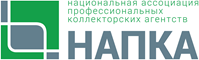 национальная ассоциация
профессиональных
коллекторских агентств
НАПКА